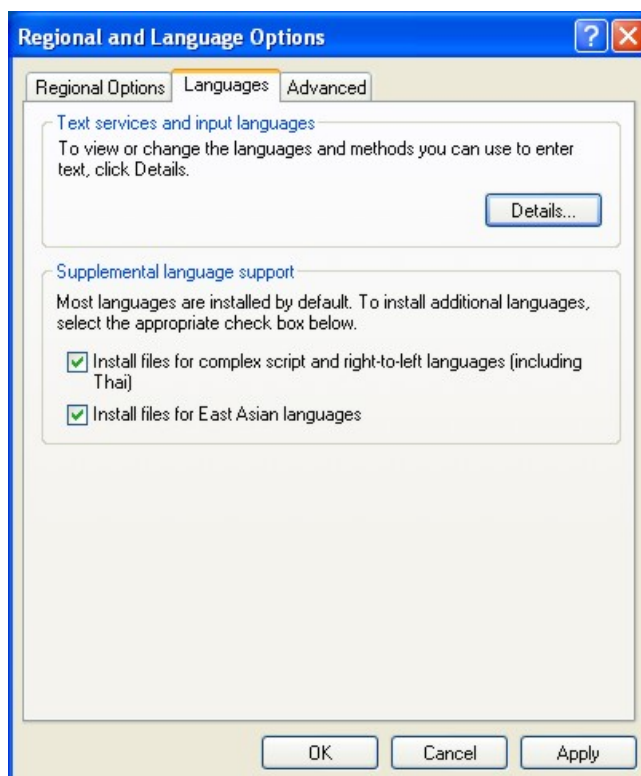 Regional and Language Options
Regional Options Languages Advanced
Text services and input languages
To view or change the languages and methods you can use to enter
text, click Details.
Details...
Supplemental language support
Most languages are installed by default. To install additional languages,
select the appropriate check box below.
Install files for complex script and right-to-left languages (including
Thai)
Install files for East Asian languages
OK Cancel Apply